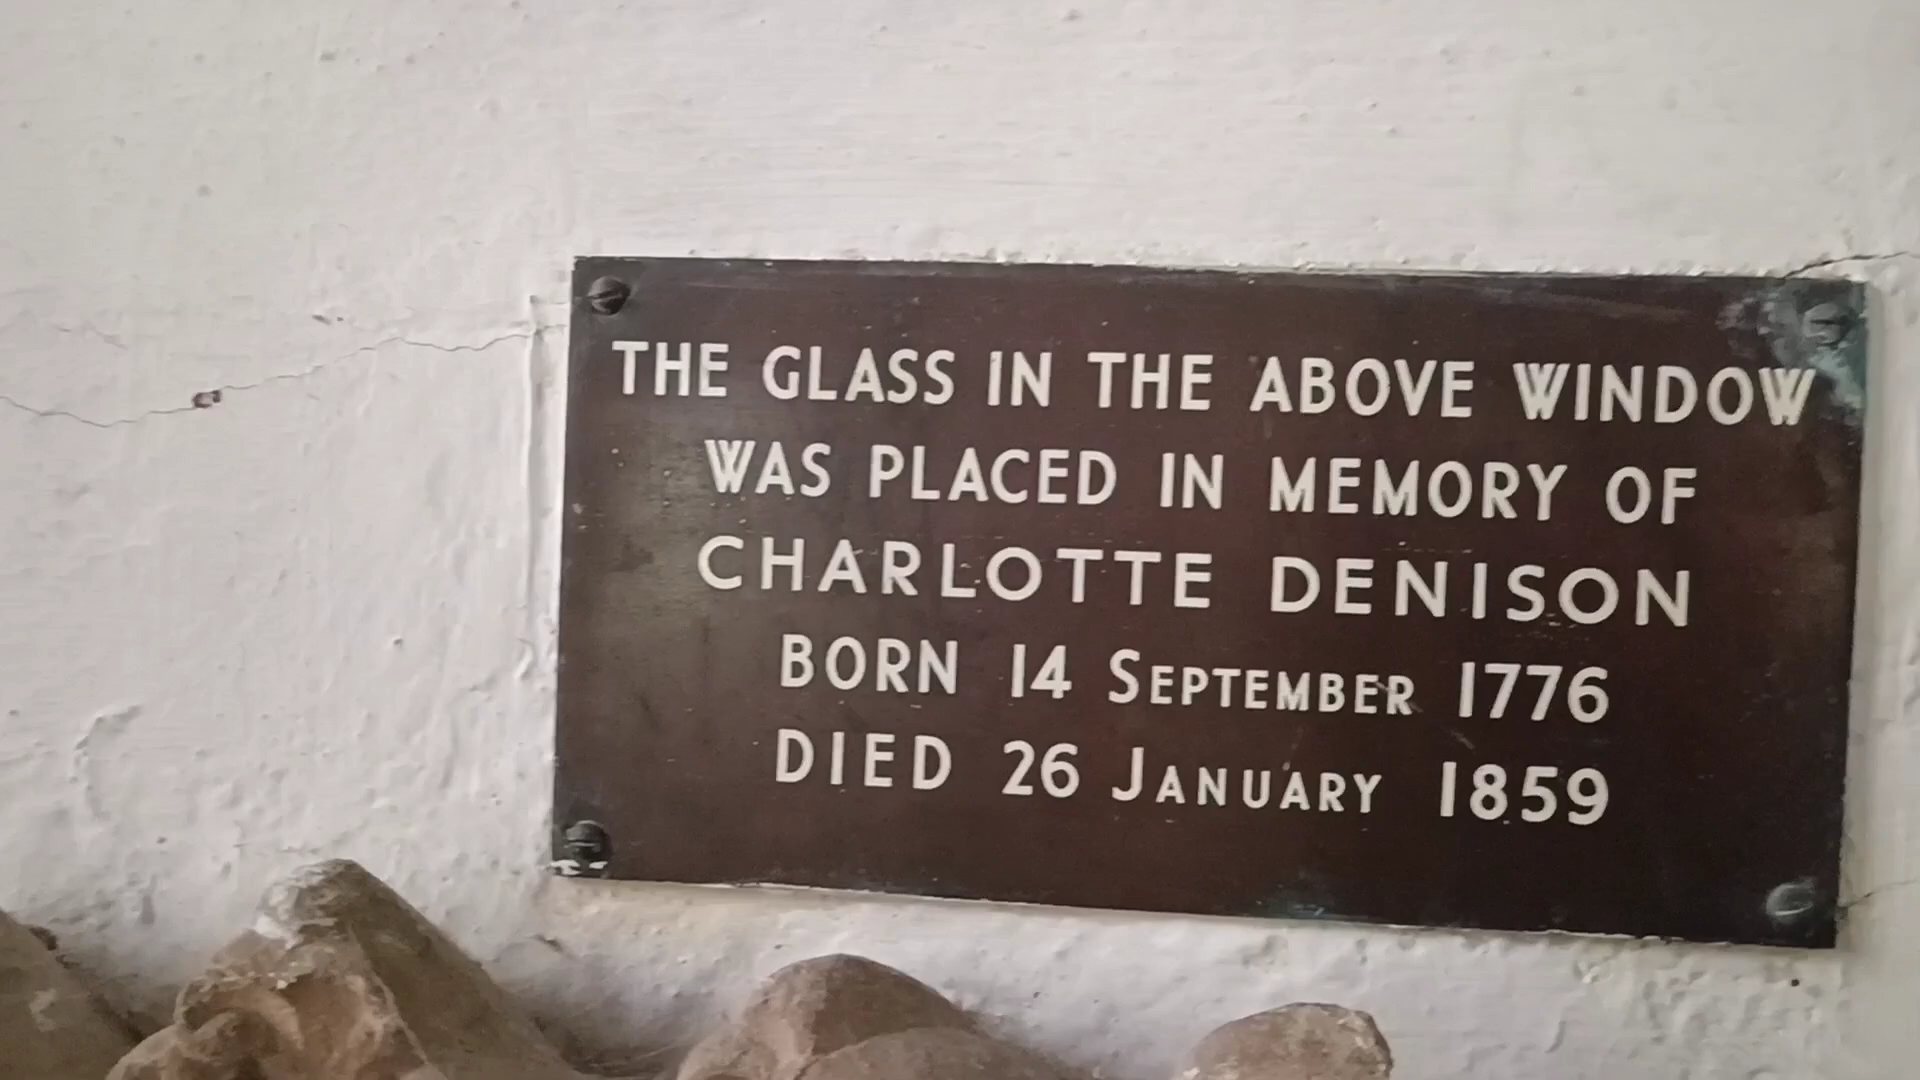 THE GLASS IN THE ABOVE WINDOW
WAS PLACED IN MEMORY OF
CHARLOTTE DENISON
BORN 14 SEPTEMBER 1776
DIED 26 JANUARY 1859